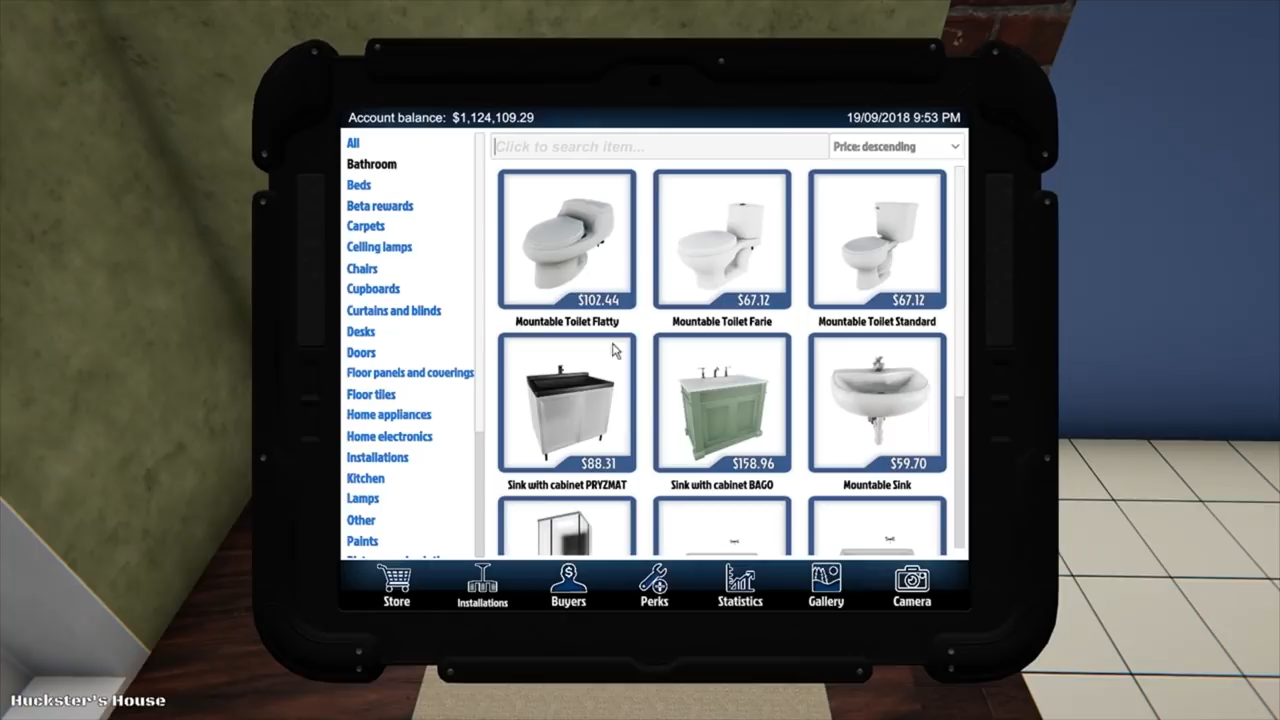 Account balance: $1,124,109.29
19/09/2018 9:53 PM
All
Bathroom
Beds
Beta rewards
Carpets
Ceiling lamps
Chairs
Cupboards
Curtains and blinds
Desks
Doors
Floor panels and coverings
Floor tiles
Home appliances
Home electronics
Installations
Kitchen
Lamps
Other
Paints
Click to search item...
Price: descending
$102.44
$67.12
$67.12
Mountable Toilet Flatty
Mountable Toilet Farie
Mountable Toilet Standard
$88.31
$158.96
$59.70
Sink with cabinet PRYZMAT
Sink with cabinet BAGO
Mountable Sink
Store
Installations
Buyers
Perks
Statistics
Gallery
Camera
Huckster's House